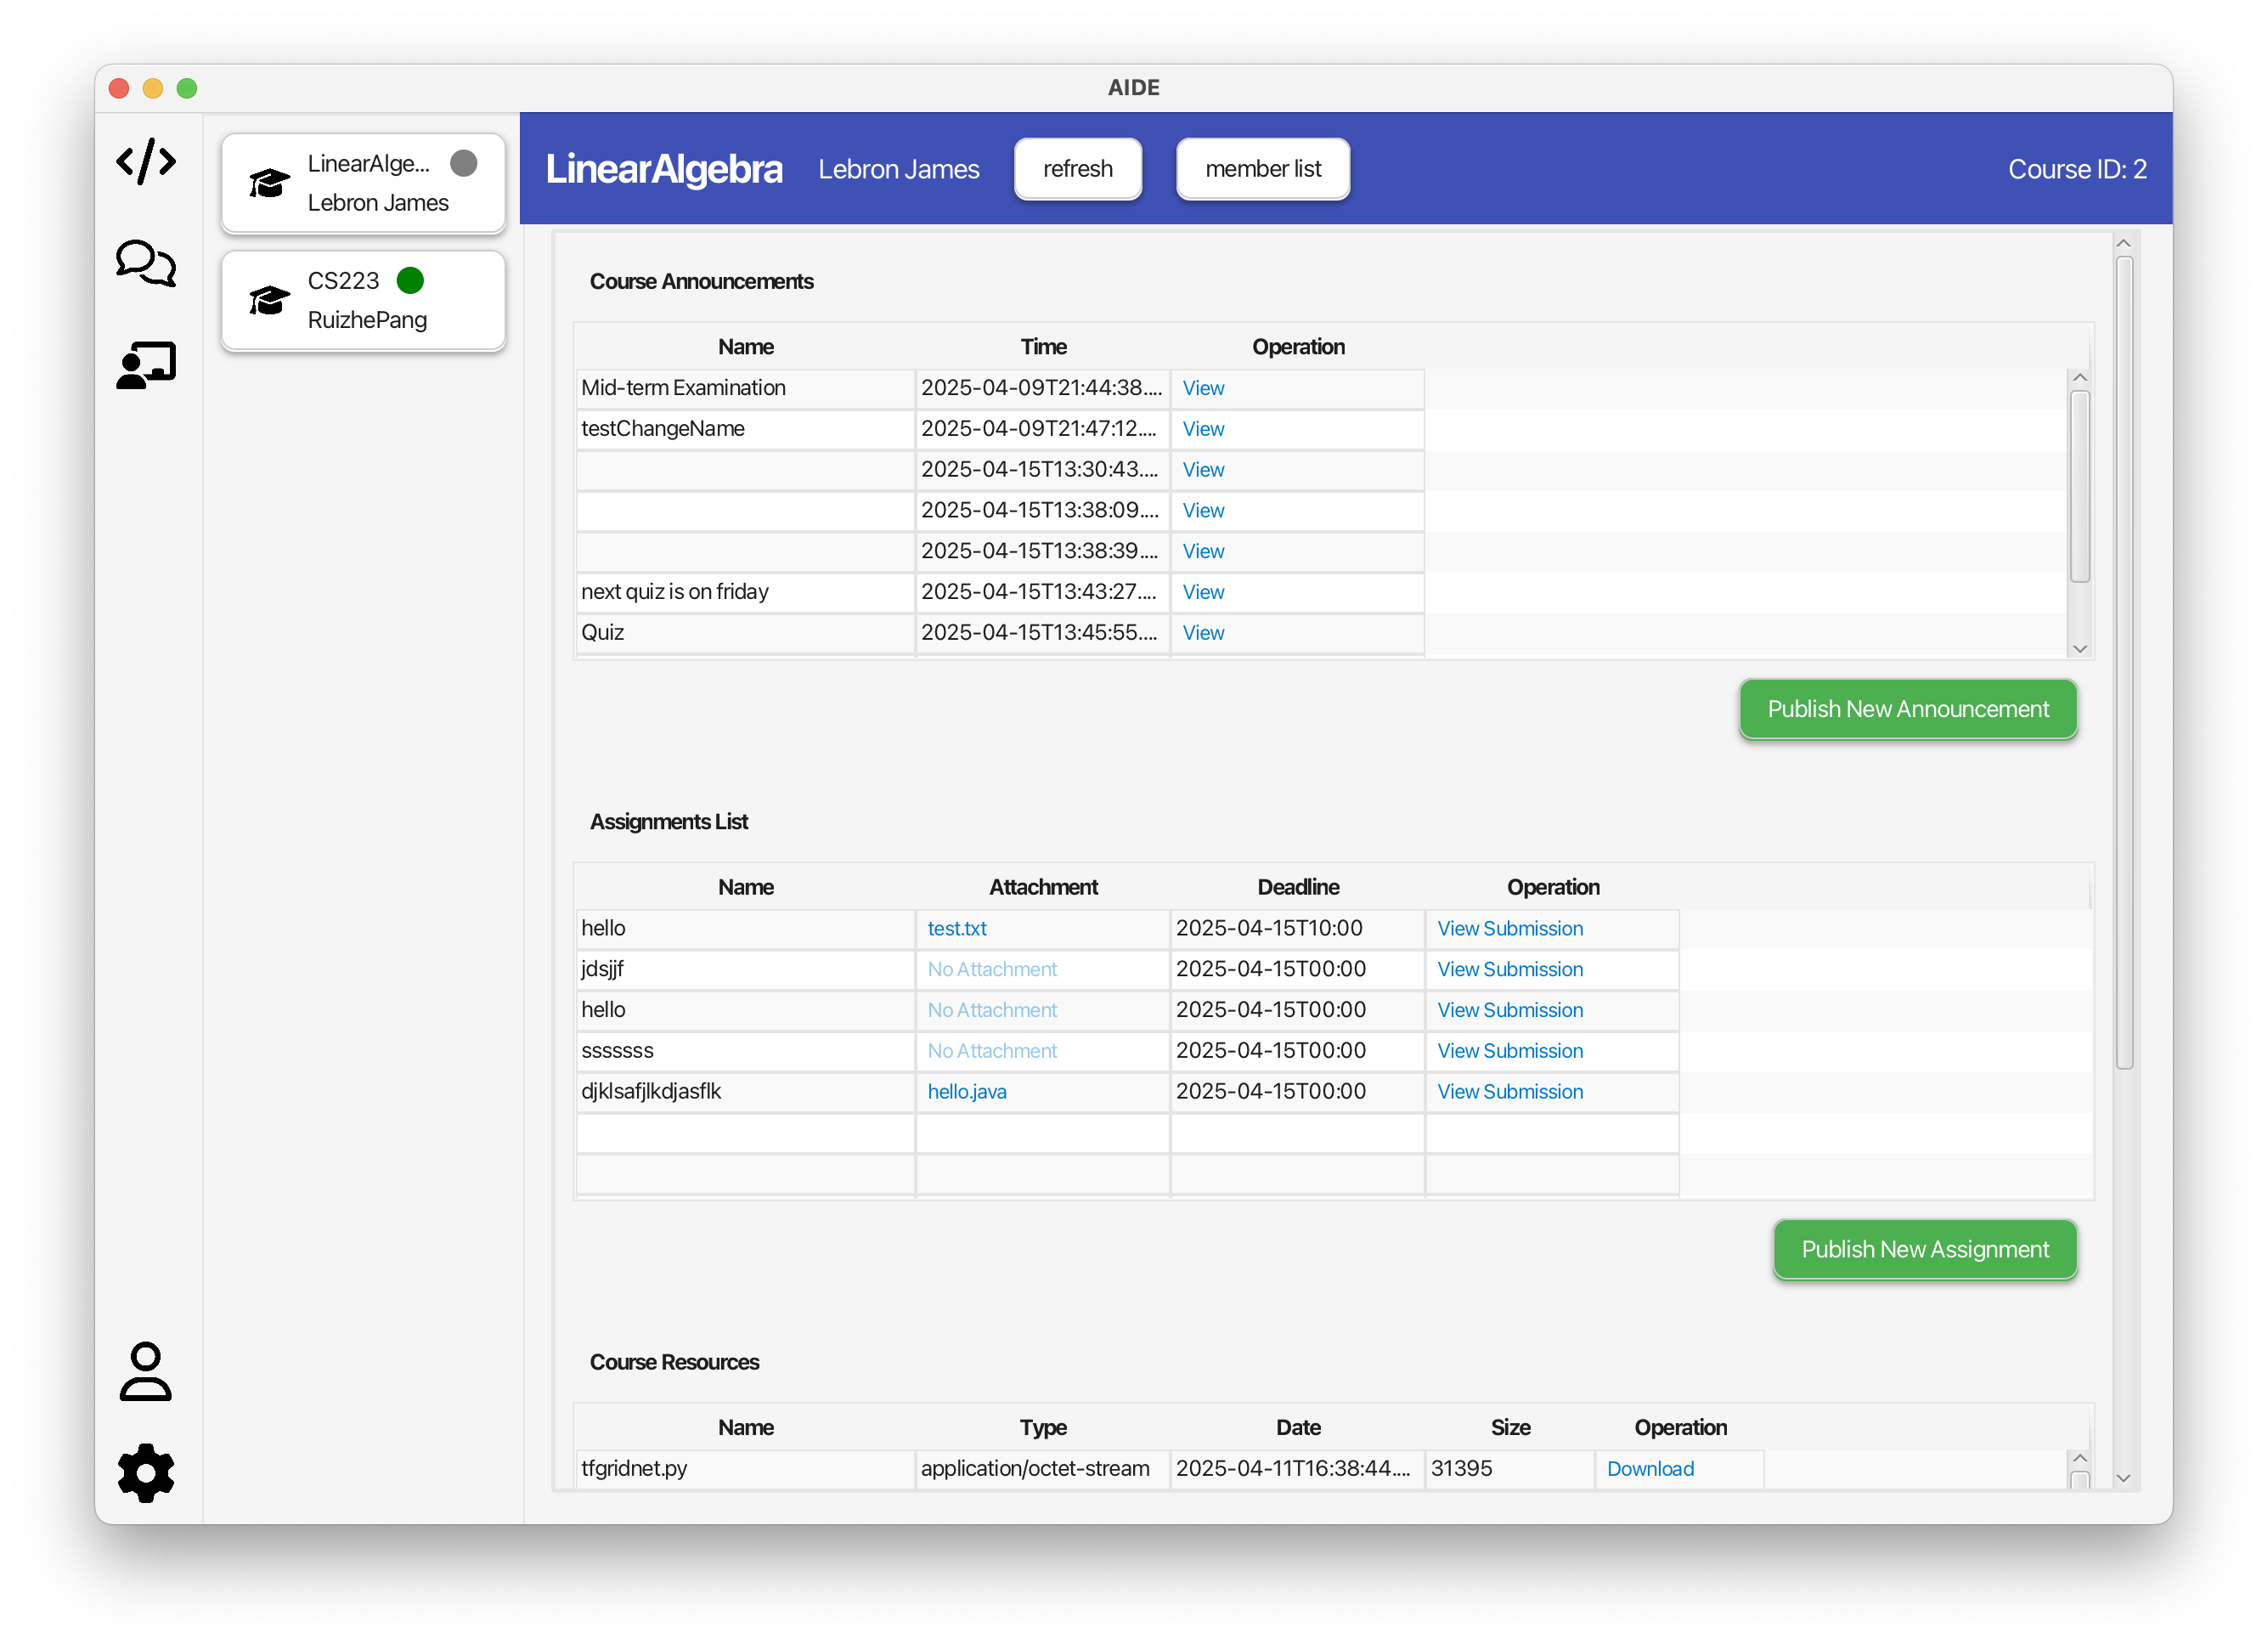 AIDE
LinearAlge...
Lebron James
CS223
RuizhePang
LinearAlgebra Lebron James refresh member list Course ID: 2
Course Announcements
Name Time Operation
Mid-term Examination 2025-04-09T21:44:38.... View
testChangeName 2025-04-09T21:47:12.... View
2025-04-15T13:30:43.... View
2025-04-15T13:38:09.... View
2025-04-15T13:38:39.... View
next quiz is on friday 2025-04-15T13:43:27.... View
Quiz 2025-04-15T13:45:55.... View
Publish New Announcement
Assignments List
Name Attachment Deadline Operation
hello test.txt 2025-04-15T10:00 View Submission
jdsjjf No Attachment 2025-04-15T00:00 View Submission
hello No Attachment 2025-04-15T00:00 View Submission
sssssss No Attachment 2025-04-15T00:00 View Submission
djklsafjlkdjasflk hello.java 2025-04-15T00:00 View Submission
Publish New Assignment
Course Resources
Name Type Date Size Operation
tfgridnet.py application/octet-stream 2025-04-11T16:38:44.... 31395 Download